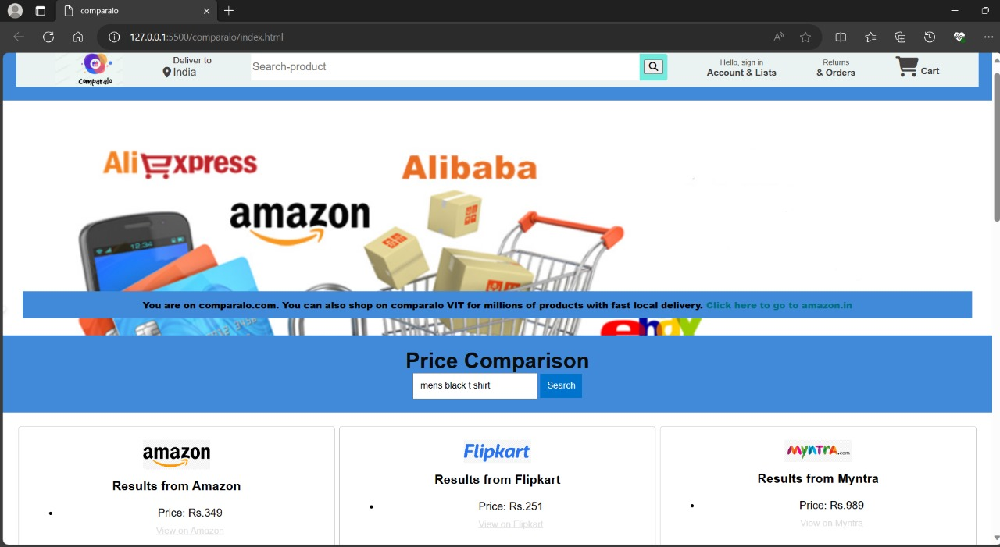 comparalo
127.0.0.1:5500/comparalo/index.html
comparalo
Deliver to
India
Search-product
Hello, sign in
Account & Lists
Returns
& Orders
Cart
AliExpress
Alibaba
amazon
12:34
You are on comparalo.com. You can also shop on comparalo VIT for millions of products with fast local delivery. Click here to go to amazon.in
ebay
Price Comparison
mens black t shirt
Search
amazon
Results from Amazon
Price: Rs.349
View on Amazon
Flipkart
Results from Flipkart
Price: Rs.251
View on Flipkart
Myntra.com
Results from Myntra
Price: Rs.989
View on Myntra